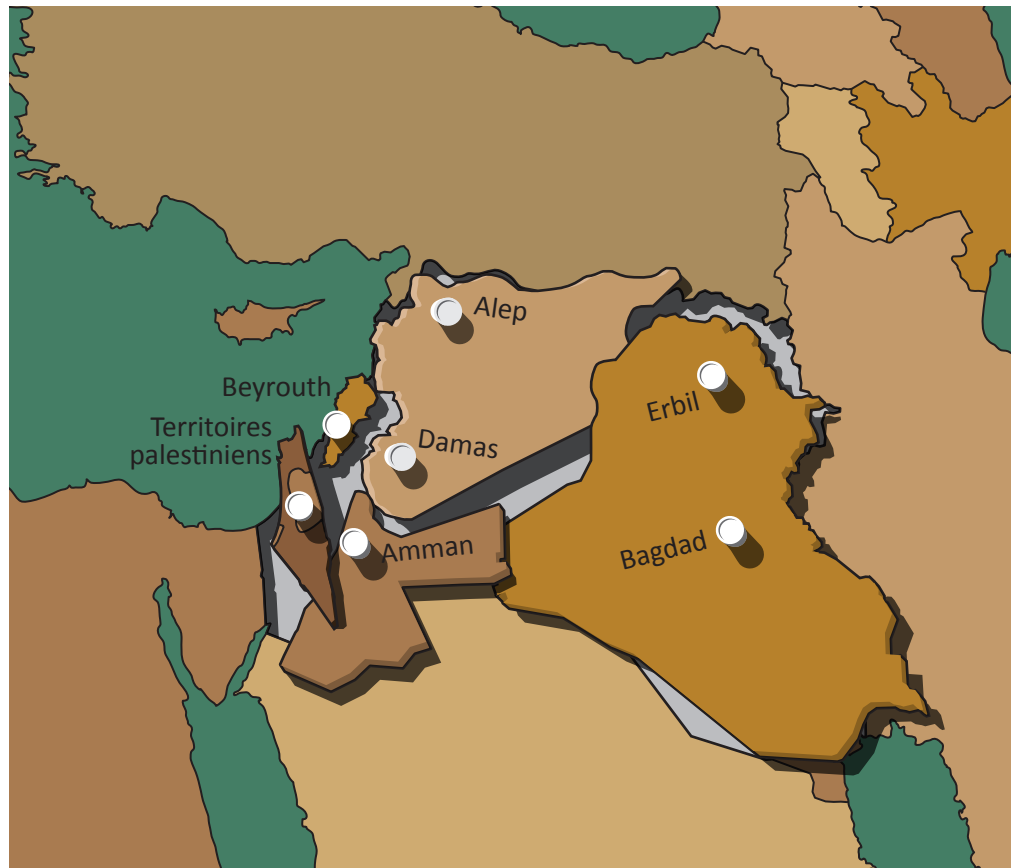 Alep
Beyrouth
Erbil
Territoires
palestiniens
Damas
Bagdad
Amman